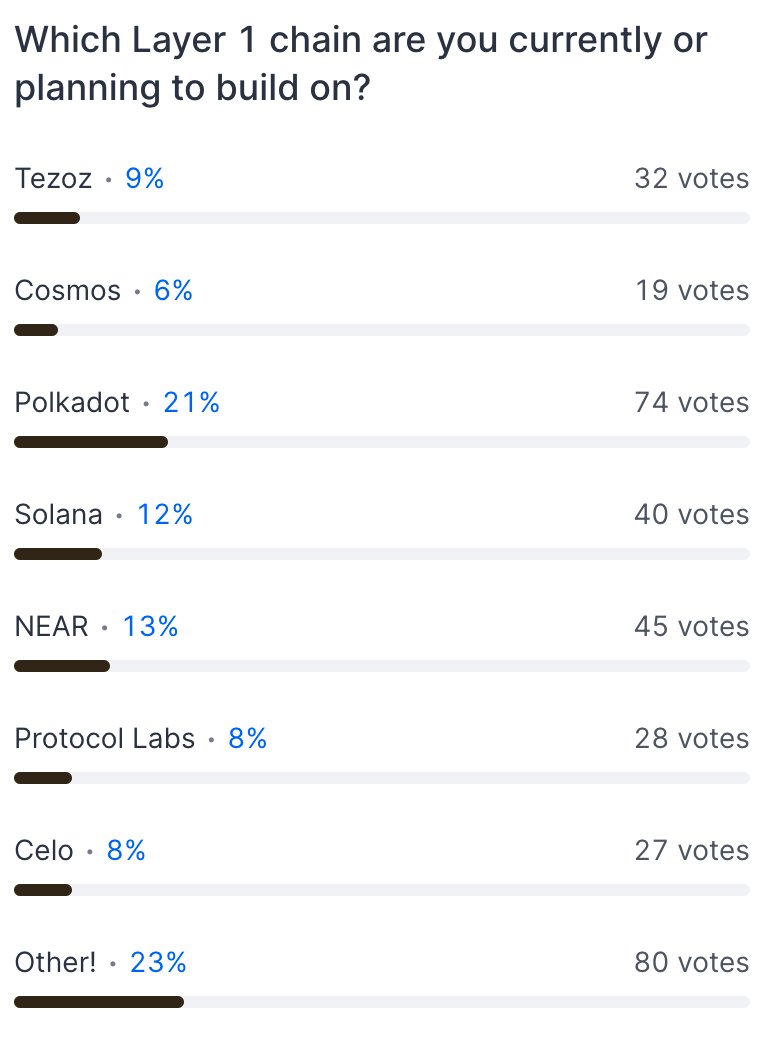 Which Layer 1 chain are you currently or
planning to build on?
Tezoz · 9% 32 votes
Cosmos · 6% 19 votes
Polkadot · 21% 74 votes
Solana · 12% 40 votes
NEAR · 13% 45 votes
Protocol Labs · 8% 28 votes
Celo · 8% 27 votes
Other! · 23% 80 votes